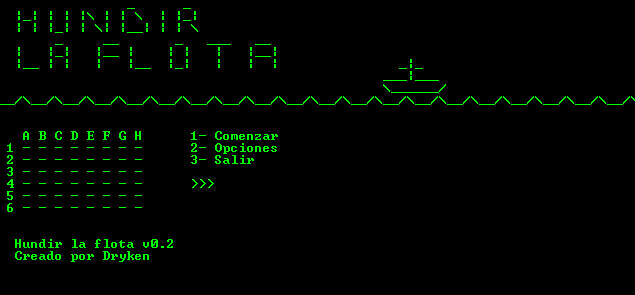 HUNDIR
LA FLOTA
A B C D E F G H
1 - - - - - - - -
2 - - - - - - - -
3 - - - - - - - -
4 - - - - - - - -
5 - - - - - - - -
6 - - - - - - - -
1- Comenzar
2- Opciones
3- Salir
>>>
Hundir la flota v0.2
Creado por Dryken